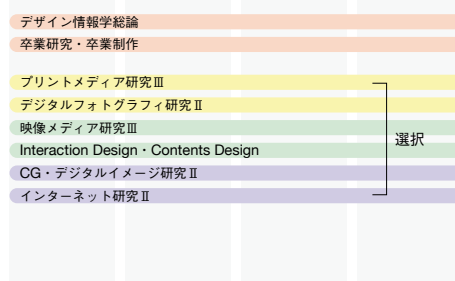 デザイン情報学総論
卒業研究・卒業制作
プリントメディア研究Ⅲ
デジタルフォトグラフィ研究Ⅱ
映像メディア研究Ⅲ
選択
Interaction Design・Contents Design
CG・デジタルイメージ研究Ⅱ
インターネット研究Ⅱ